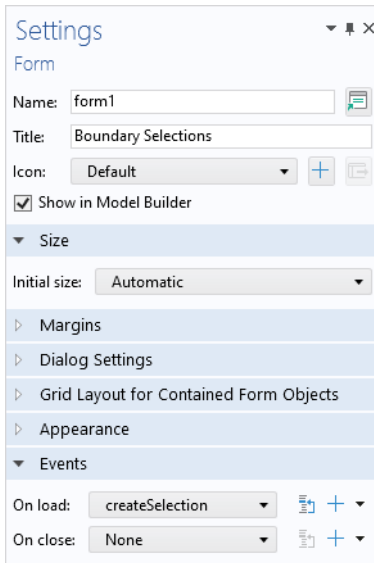 Settings
Form
Name: form1
Title: Boundary Selections
Icon: Default
Show in Model Builder
Size
Initial size: Automatic
Margins
Dialog Settings
Grid Layout for Contained Form Objects
Appearance
Events
On load: createSelection
On close: None